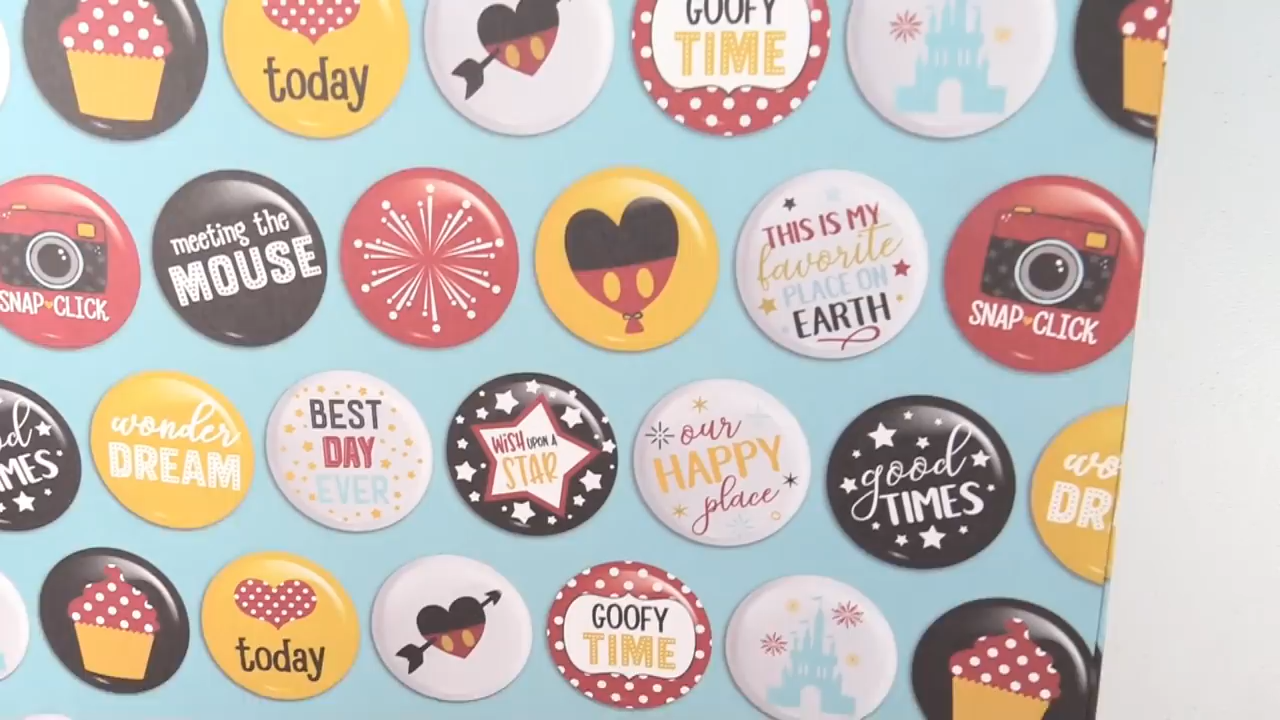 today
GOOFY
TIME
SNAP CLICK
meeting the
MOUSE
THIS IS MY
favorite
PLACE ON
EARTH
SNAP CLICK
TIMES
wonder
DREAM
BEST
DAY
EVER
WiSH UPON A
STAR
our
HAPPY
place
good
TIMES
today
GOOFY
TIME